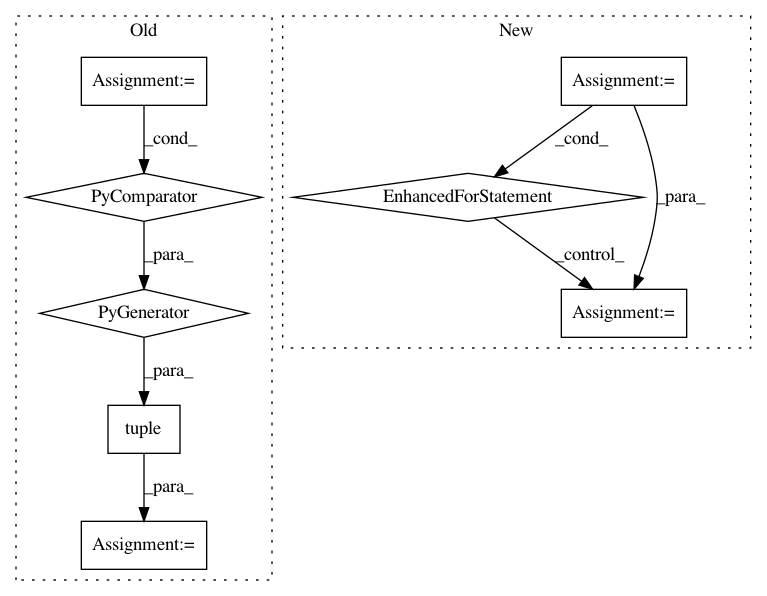 Old
Assignment:=
_cond_
PyComparator
_para_
PyGenerator
_para_
tuple
_para_
Assignment:=
New
Assignment:=
_cond_
EnhancedForStatement
_para_
_control_
Assignment:=